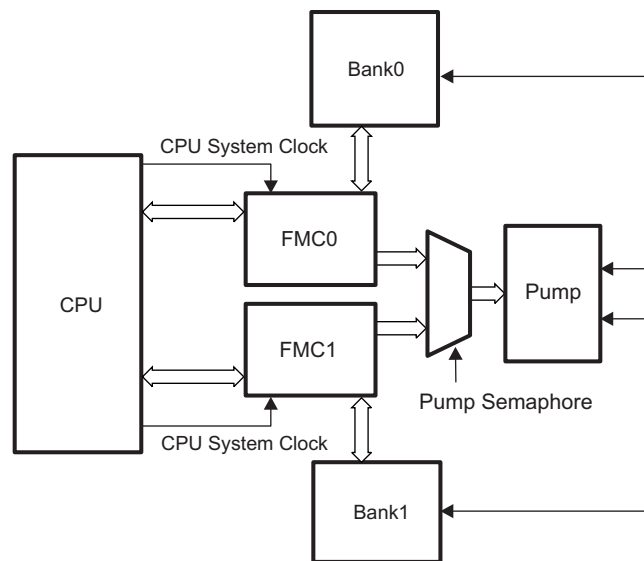 Bank0
CPU System Clock
FMC0
CPU
Pump
FMC1
Pump Semaphore
CPU System Clock
Bank1